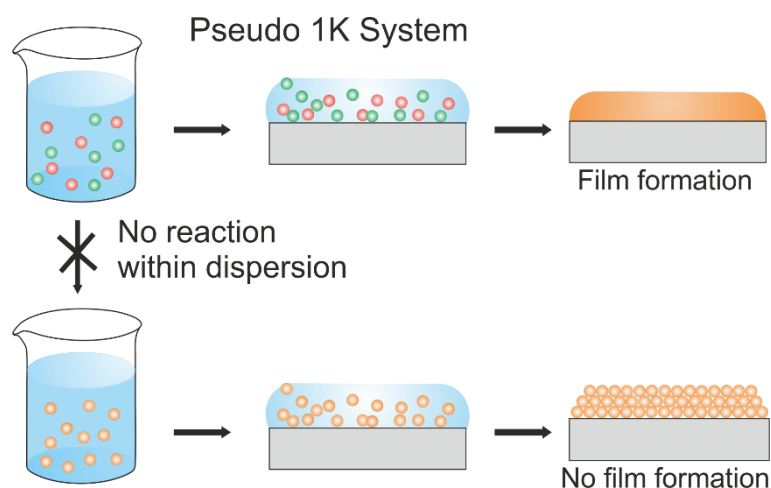 Pseudo 1K System
Film formation
No reaction
within dispersion
No film formation